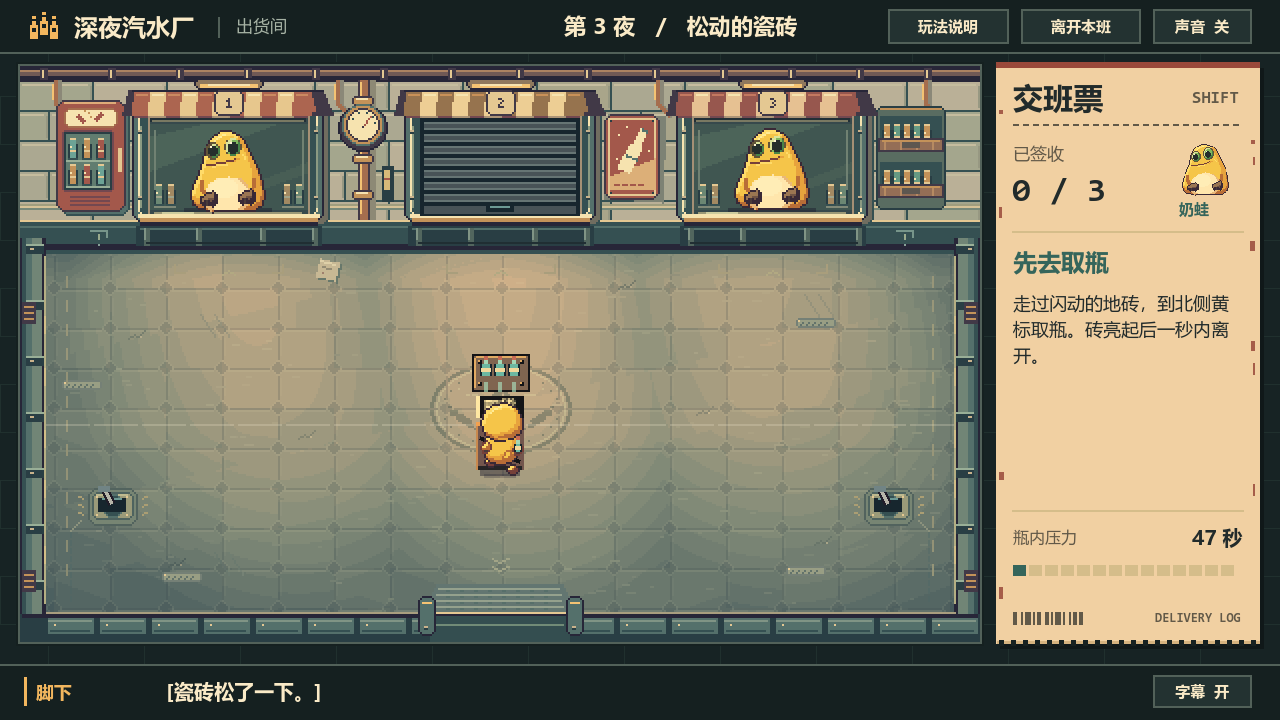 深夜汽水厂
出货间
第 3 夜 / 松动的瓷砖
玩法说明
离开本班
声音 关
1
2
3
交班票
SHIFT
已签收
0 / 3
奶蛙
先去取瓶
走过闪动的地砖，到北侧黄
标取瓶。砖亮起后一秒内离
开。
瓶内压力
47 秒
DELIVERY LOG
脚下
[瓷砖松了一下。]
字幕 开